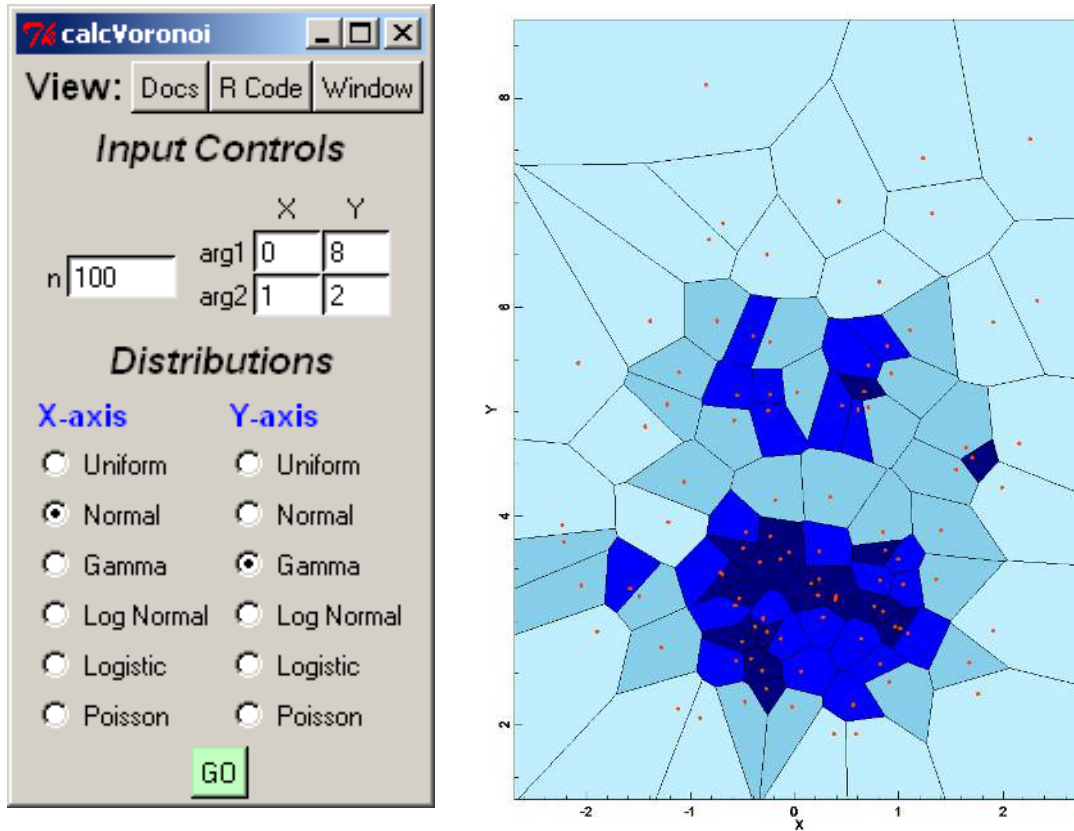 calcVoronoi
View: Docs R Code Window
Input Controls
X Y
n 100
arg1 0 8
arg2 1 2
Distributions
X-axis Y-axis
Uniform Uniform
Normal Normal
Gamma Gamma
Log Normal Log Normal
Logistic Logistic
Poisson Poisson
GO
8
6
Y
4
2
-2 -1 0 1 2
X